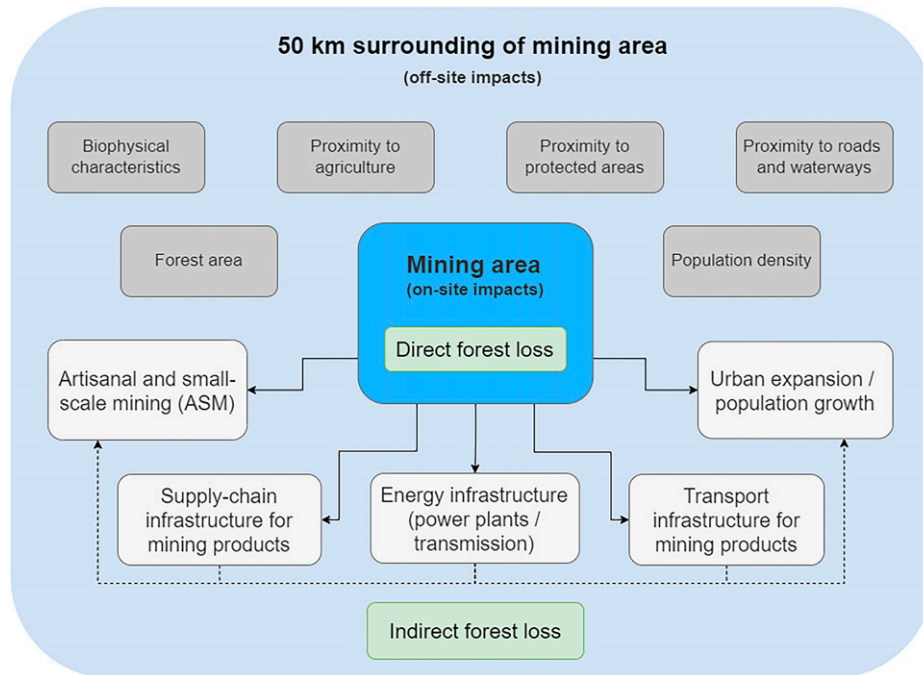 50 km surrounding of mining area
(off-site impacts)
Biophysical
characteristics
Proximity to
agriculture
Proximity to
protected areas
Proximity to roads
and waterways
Forest area
Mining area
(on-site impacts)
Population density
Direct forest loss
Artisanal and small-
scale mining (ASM)
Urban expansion /
population growth
Supply-chain
infrastructure for
mining products
Energy infrastructure
(power plants /
transmission)
Transport
infrastructure for
mining products
Indirect forest loss